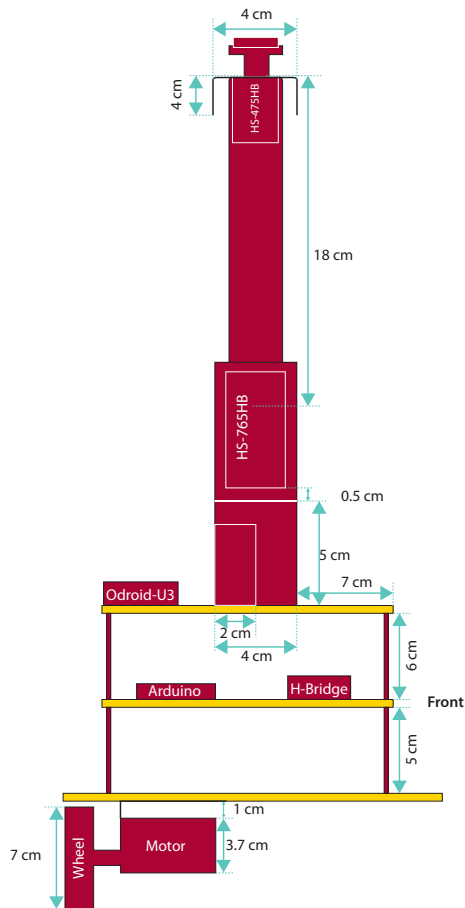 4 cm
4 cm
HS-475HB
18 cm
HS-765HB
0.5 cm
5 cm
7 cm
Odroid-U3
2 cm
4 cm
6 cm
Arduino
H-Bridge
Front
5 cm
1 cm
7 cm
Wheel
Motor
3.7 cm